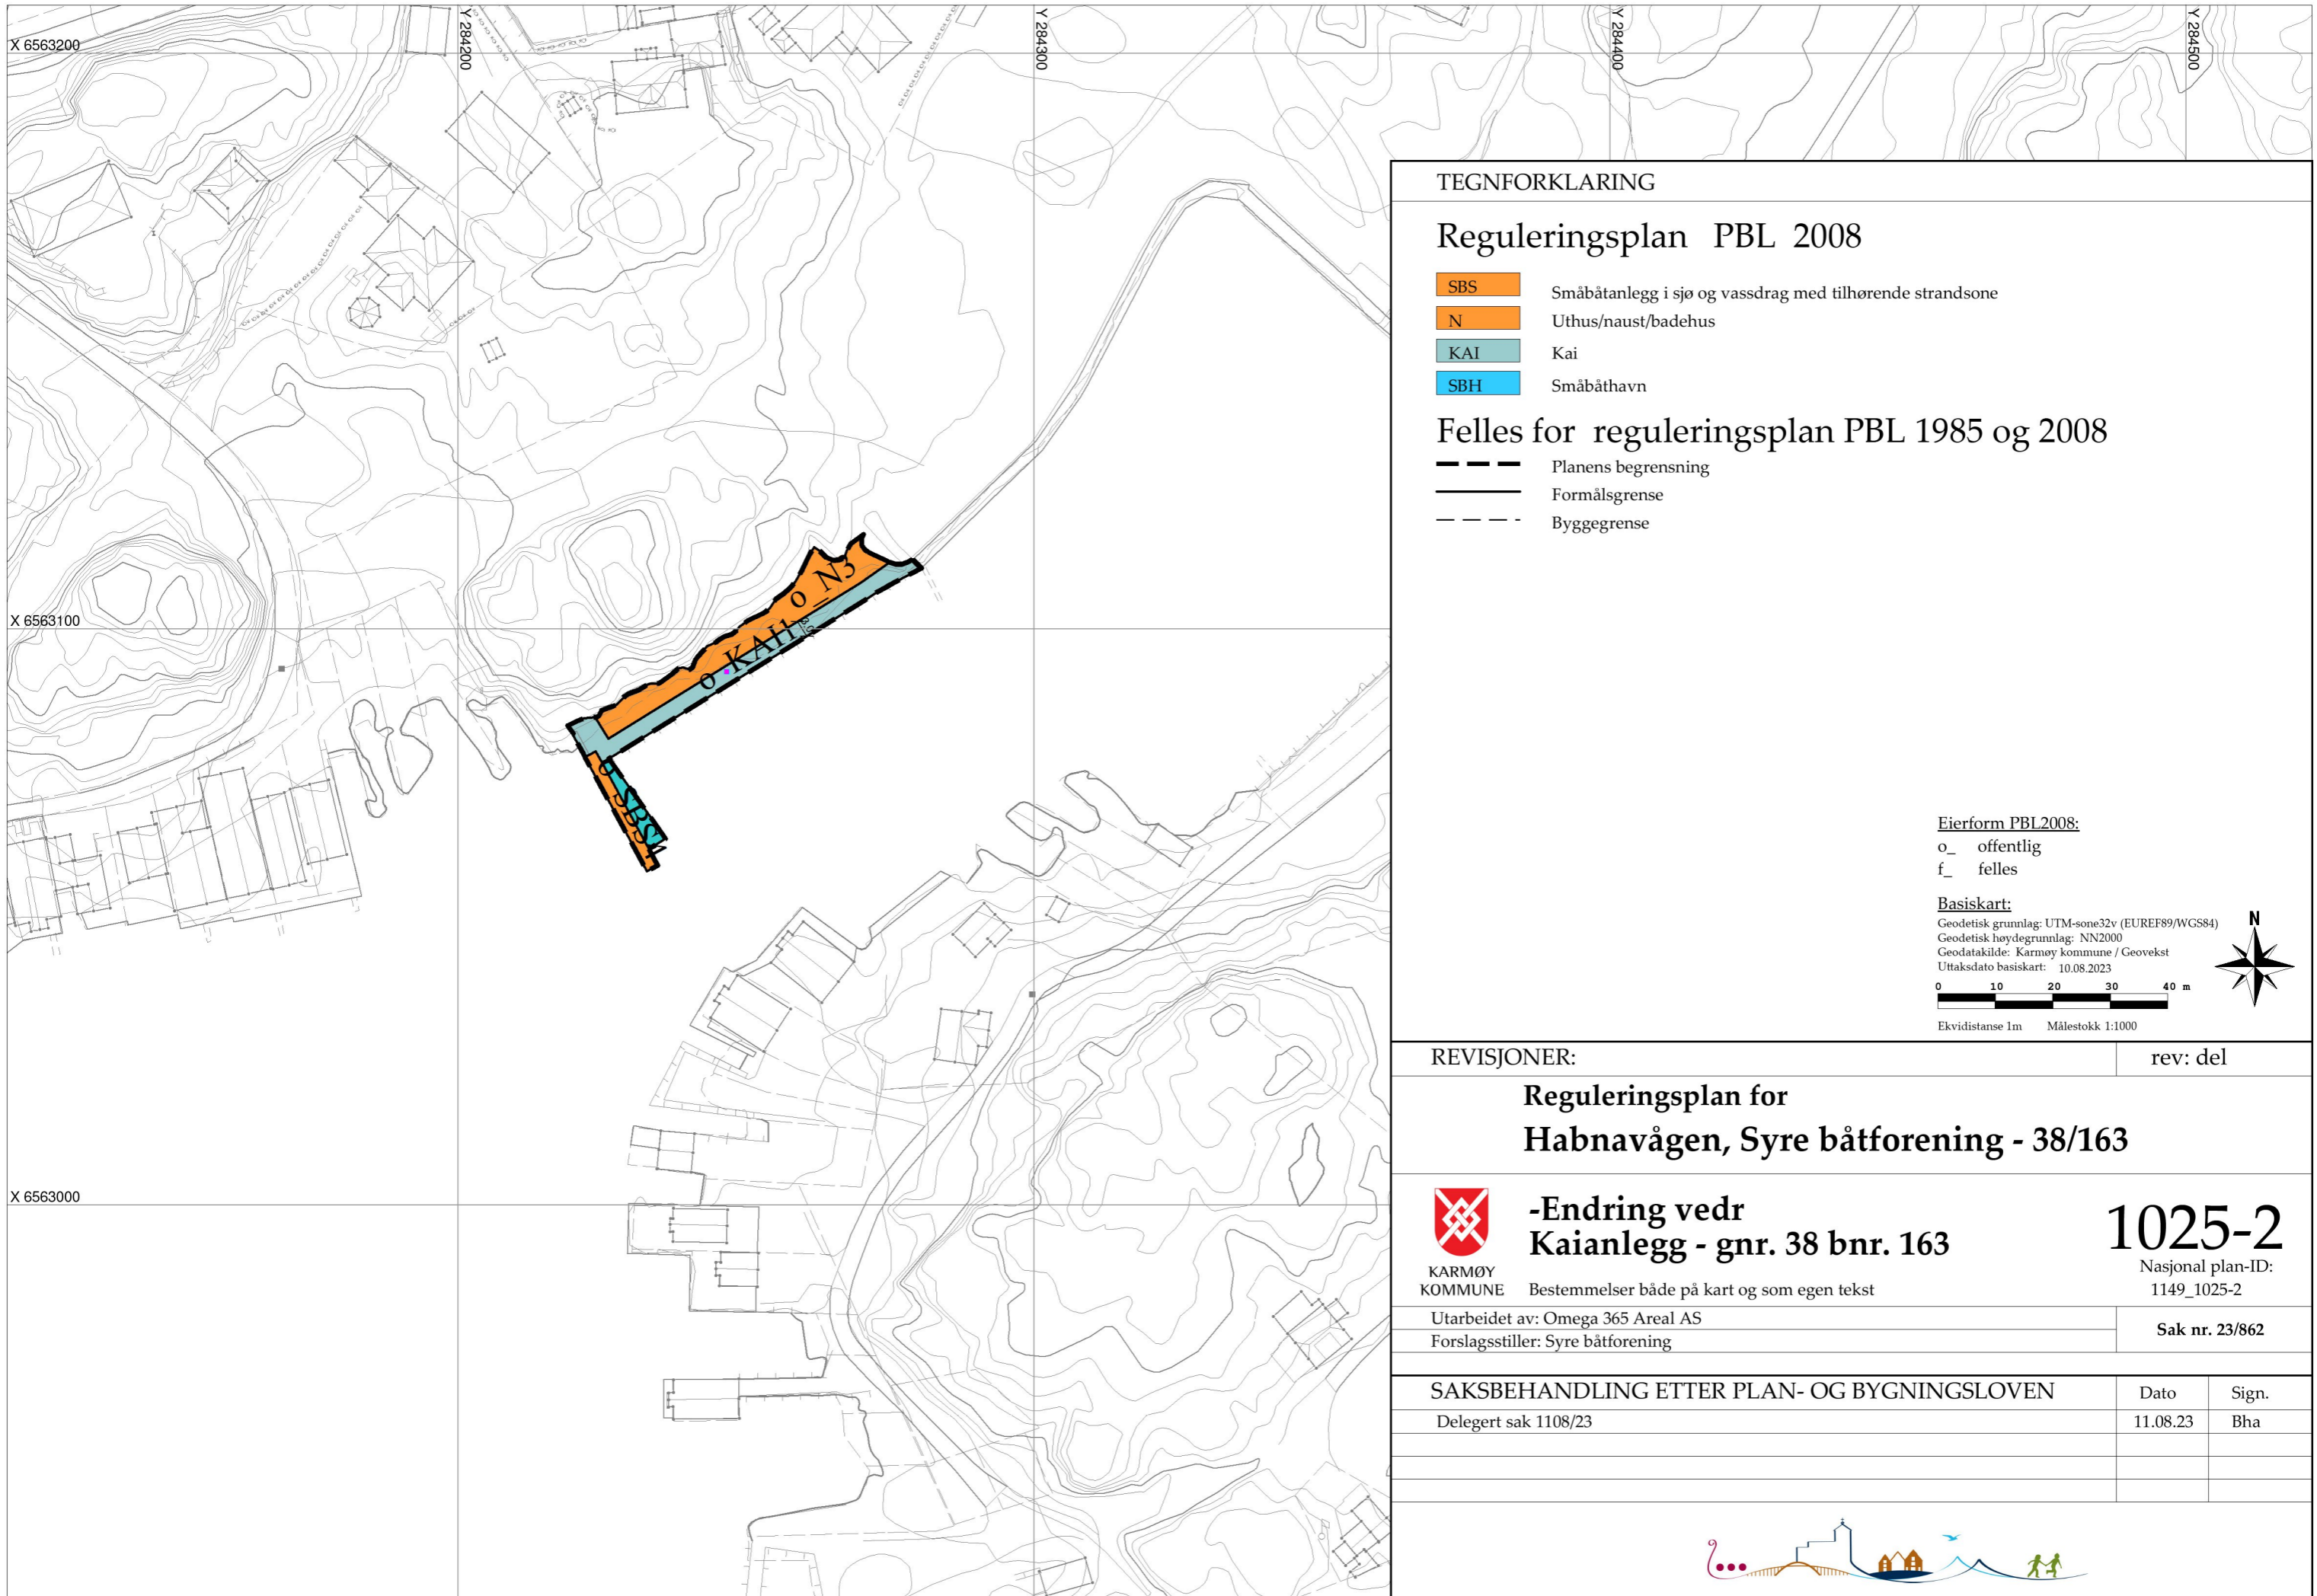 X 6563200
Y 284200
Y 284300
Y 284400
Y 284500
X 6563100
X 6563000
o_N3
o_KAI1
TEGNFORKLARING
Reguleringsplan PBL 2008
SBS Småbåtanlegg i sjø og vassdrag med tilhørende strandsone
N Uthus/naust/badehus
KAI Kai
SBH Småbåthavn
Felles for reguleringsplan PBL 1985 og 2008
Planens begrensning
Formålsgrense
Byggegrense
Eierform PBL2008:
o_ offentlig
f_ felles
Basiskart:
Geodetisk grunnlag: UTM-sone32v (EUREF89/WGS84)
Geodetisk høydegrunnlag: NN2000
Geodatakilde: Karmøy kommune / Geovekst
Uttaksdato basiskart: 10.08.2023
N
0 10 20 30 40 m
Ekvidistanse 1m Målestokk 1:1000
REVISJONER: rev: del
Reguleringsplan for
Habnavågen, Syre båtforening - 38/163
-Endring vedr
Kaianlegg - gnr. 38 bnr. 163
KARMØY
KOMMUNE
Bestemmelser både på kart og som egen tekst
1025-2
Nasjonal plan-ID:
1149_1025-2
Utarbeidet av: Omega 365 Areal AS
Forslagsstiller: Syre båtforening
Sak nr. 23/862
SAKSBEHANDLING ETTER PLAN- OG BYGNINGSLOVEN Dato Sign.
Delegert sak 1108/23 11.08.23 Bha